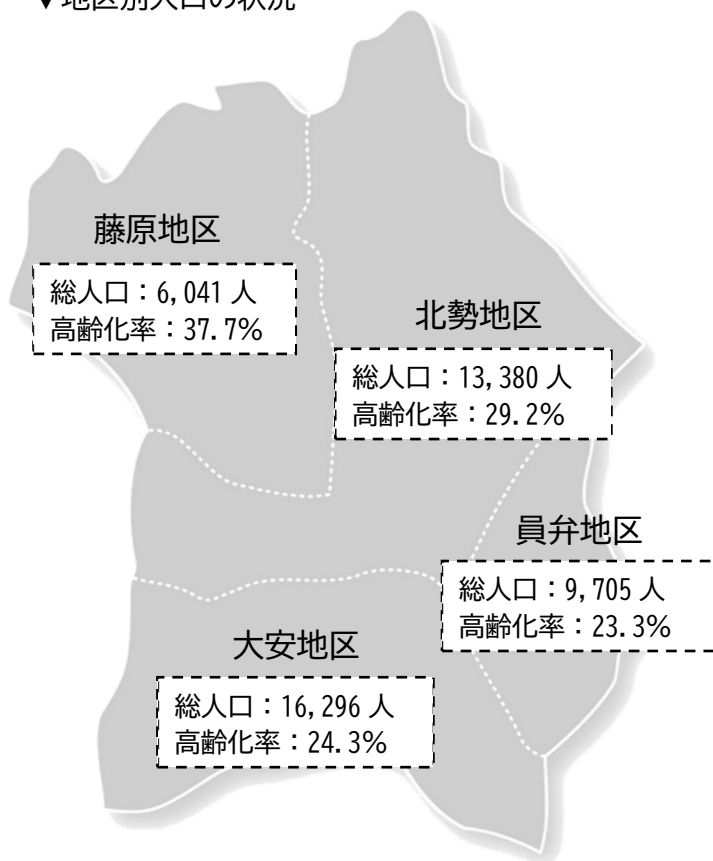 ▼地区別人口の状況
藤原地区
総人口：6,041 人
高齢化率：37.7%
北勢地区
総人口：13,380 人
高齢化率：29.2%
員弁地区
総人口：9,705 人
高齢化率：23.3%
大安地区
総人口：16,296 人
高齢化率：24.3%